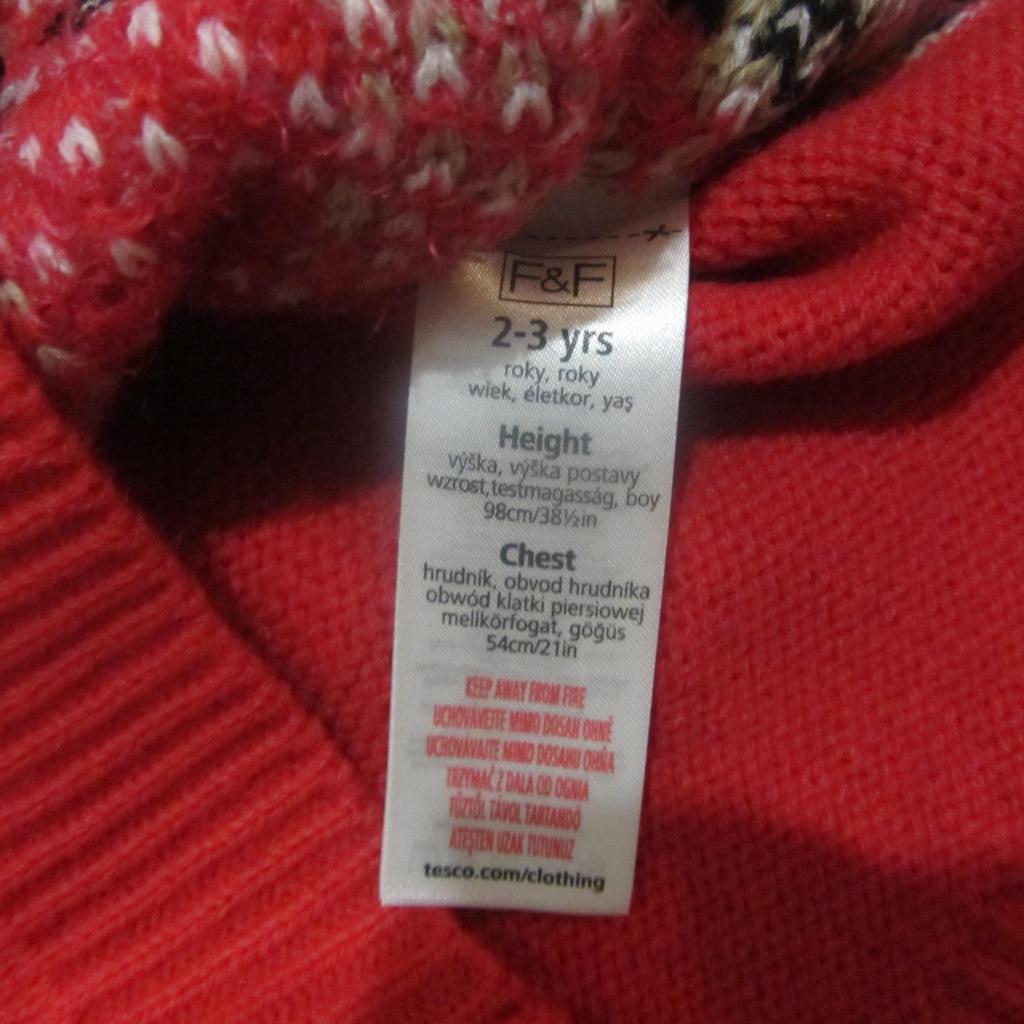 F&F
2-3 yrs
roky, roky
wiek, életkor, yaş
Height
výška, výška postavy
wzrost,testmagasság, boy
98cm/38½in
Chest
hrudník, obvod hrudníka
obwód klatki piersiowej
mellkörfogat, göğüs
54cm/21in
KEEP AWAY FROM FIRE
UCHOVÁVEJTE MIMO DOSAH OHNĚ
UCHOVÁVAJTE MIMO DOSAHU OHŇA
TRZYMAĆ Z DALA OD OGNIA
TŰZTŐL TÁVOL TARTANDÓ
ATEŞTEN UZAK TUTUNUZ
tesco.com/clothing